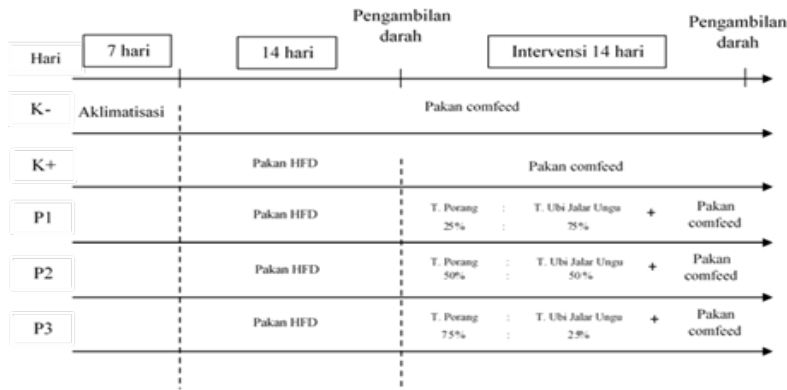 Pengambilan darah
Pengambilan darah
Hari 7 hari 14 hari Intervensi 14 hari
K- Aklimatisasi Pakan comfeed
K+ Pakan HFD Pakan comfeed
P1 Pakan HFD T. Porang : T. Ubi Jalar Ungu + Pakan comfeed
25% : 75%
P2 Pakan HFD T. Porang : T. Ubi Jalar Ungu + Pakan comfeed
50% : 50%
P3 Pakan HFD T. Porang : T. Ubi Jalar Ungu + Pakan comfeed
75% : 25%